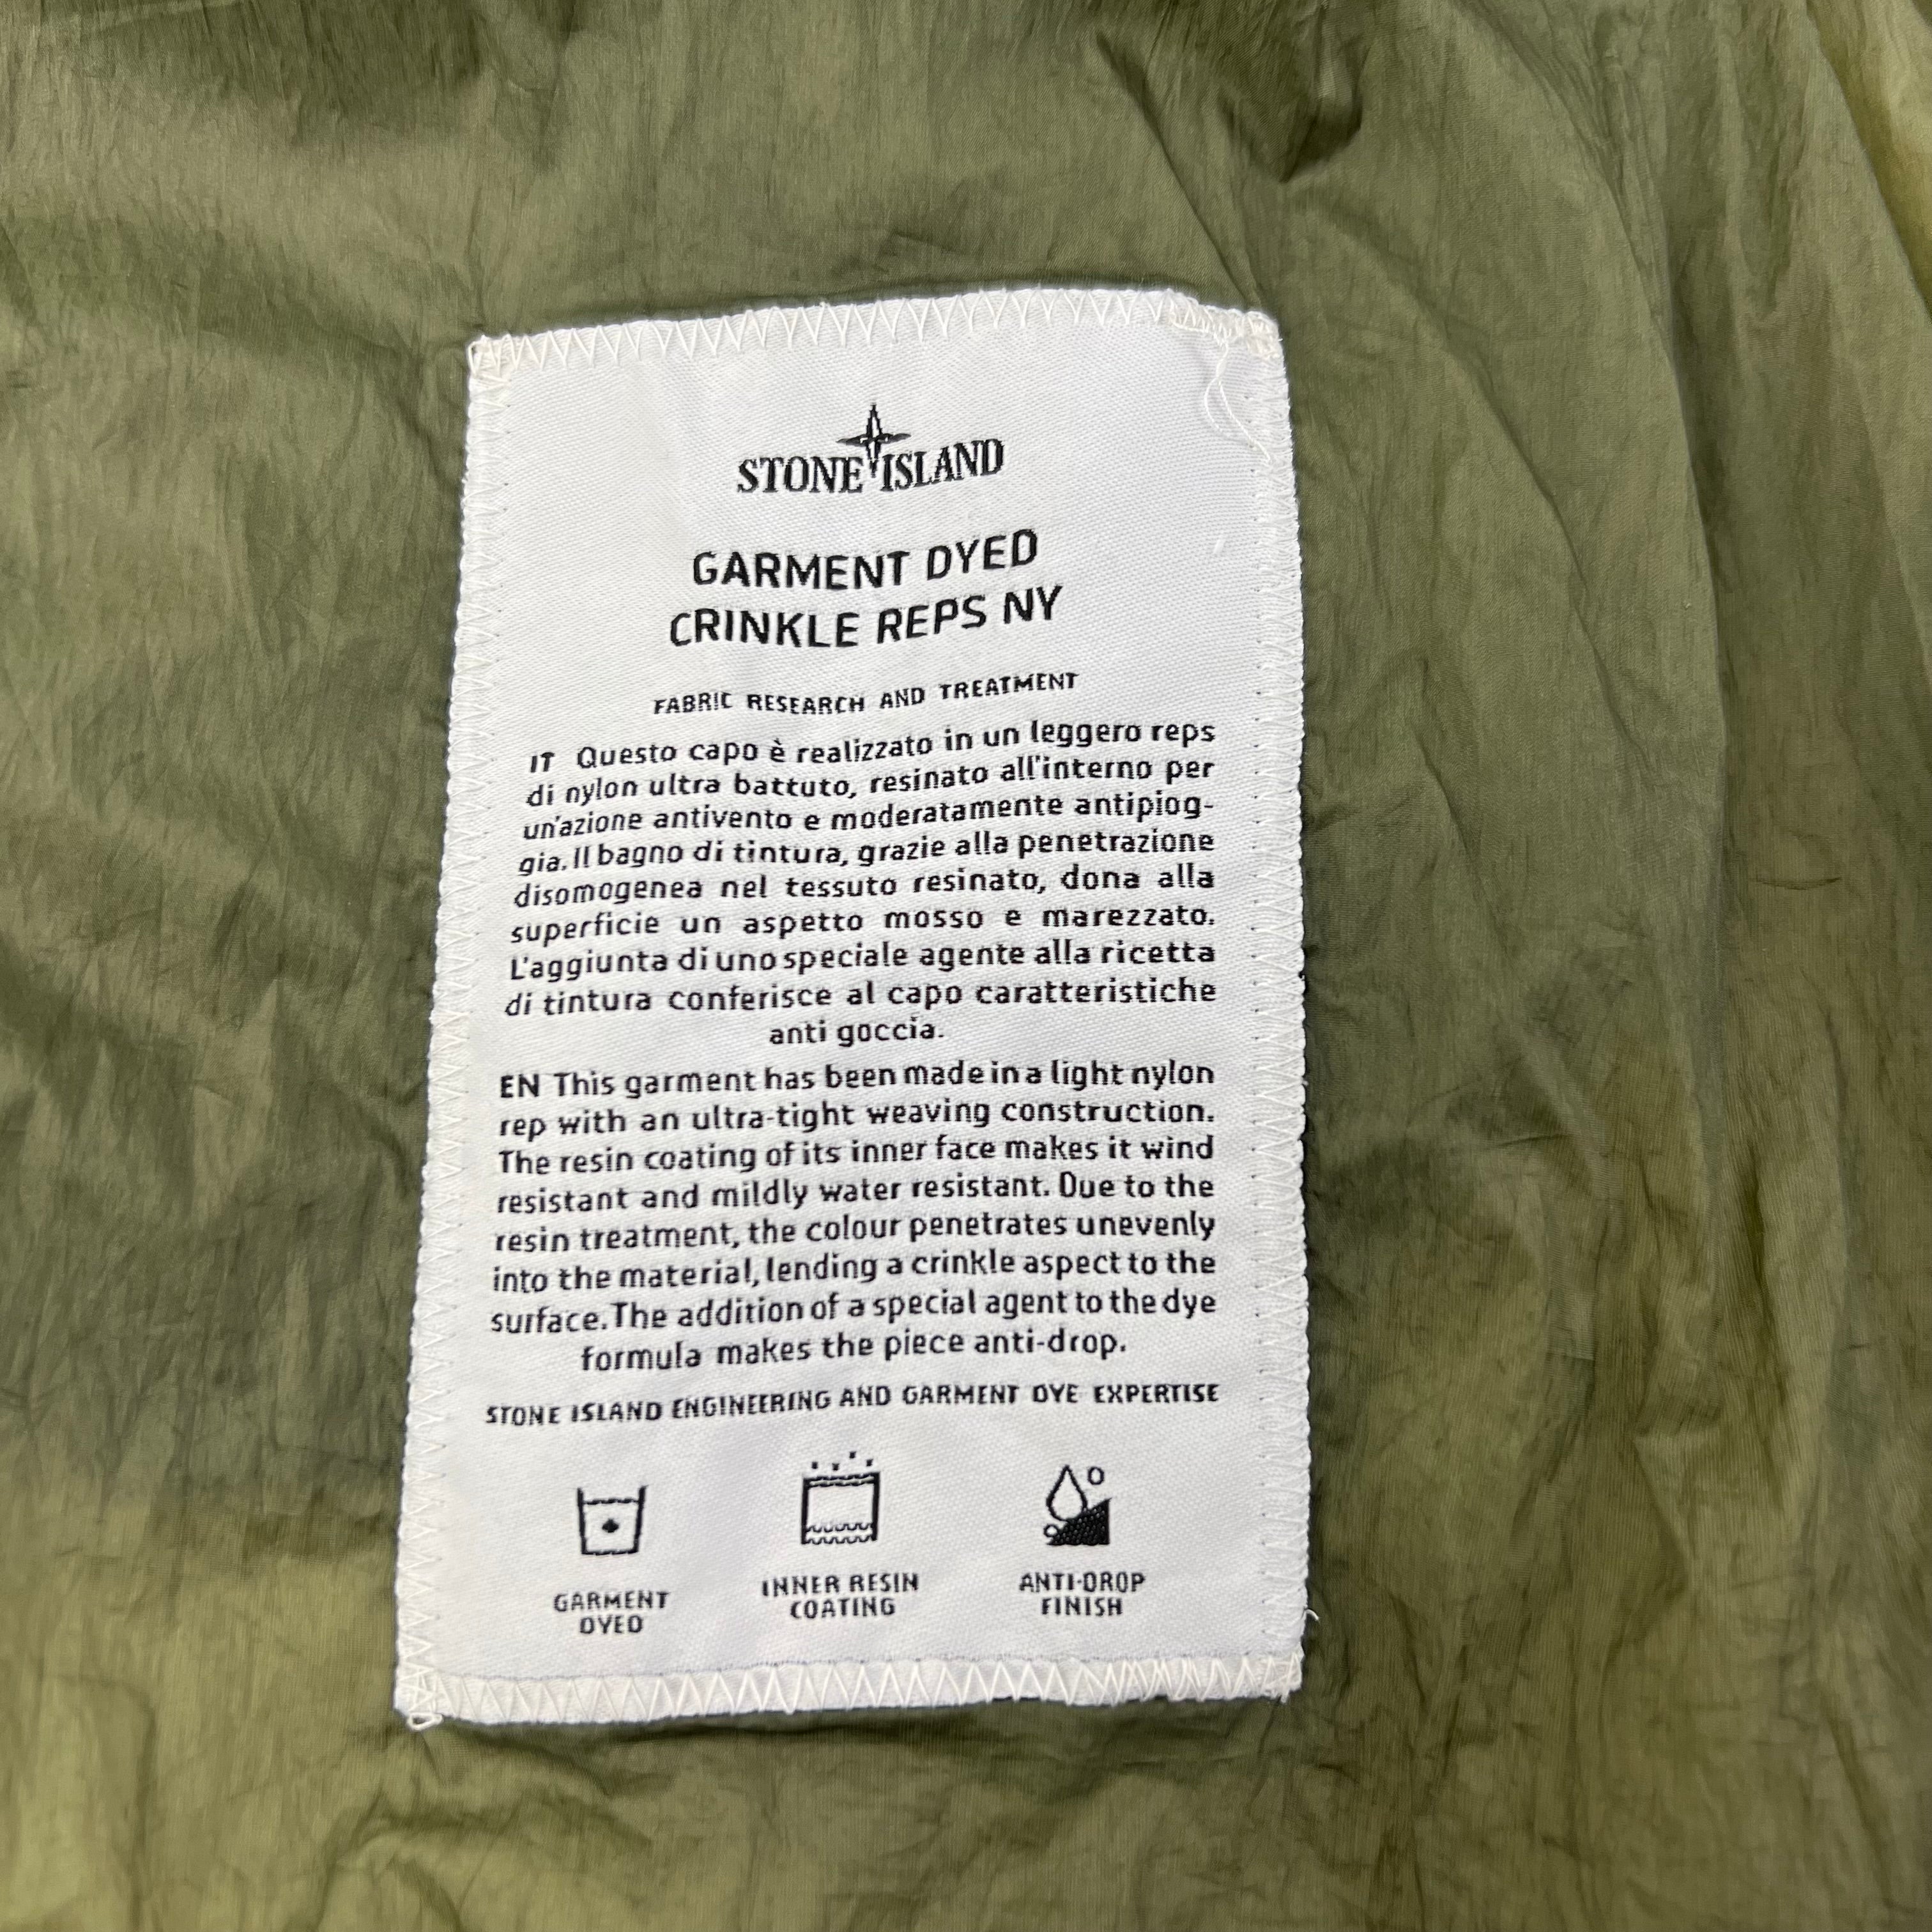 STONE ISLAND
GARMENT DYED
CRINKLE REPS NY
FABRIC RESEARCH AND TREATMENT
IT Questo capo è realizzato in un leggero reps
di nylon ultra battuto, resinato all'interno per
un'azione antivento e moderatamente antipiog-
gia. Il bagno di tintura, grazie alla penetrazione
disomogenea nel tessuto resinato, dona alla
superficie un aspetto mosso e marezzato.
L'aggiunta di uno speciale agente alla ricetta
di tintura conferisce al capo caratteristiche
anti goccia.
EN This garment has been made in a light nylon
rep with an ultra-tight weaving construction.
The resin coating of its inner face makes it wind
resistant and mildly water resistant. Due to the
resin treatment, the colour penetrates unevenly
into the material, lending a crinkle aspect to the
surface. The addition of a special agent to the dye
formula makes the piece anti-drop.
STONE ISLAND ENGINEERING AND GARMENT DYE EXPERTISE
GARMENT
DYED
INNER RESIN
COATING
ANTI-DROP
FINISH